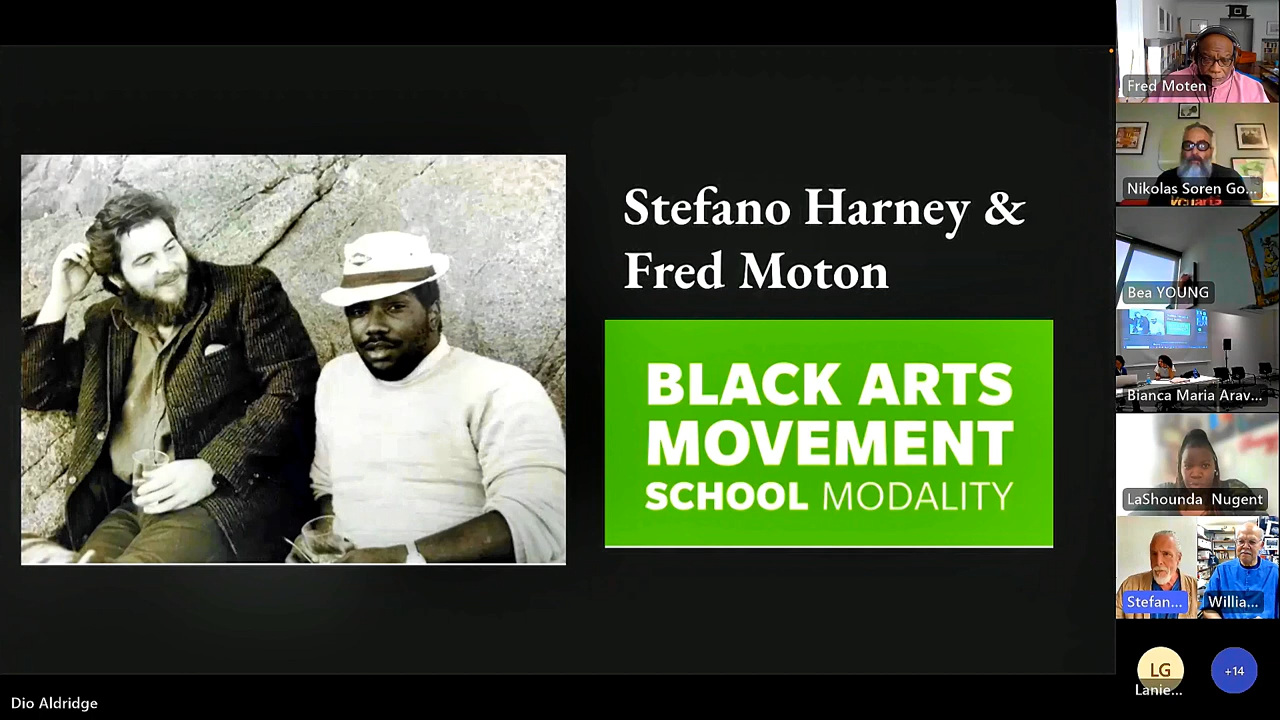 Stefano Harney &
Fred Moton
BLACK ARTS
MOVEMENT
SCHOOL MODALITY
Fred Moten
Nikolas Soren Go...
Bea YOUNG
Bianca Maria Arav...
LaShounda Nugent
Stefan...
Willia...
LG
Lanie...
+14
Dio Aldridge